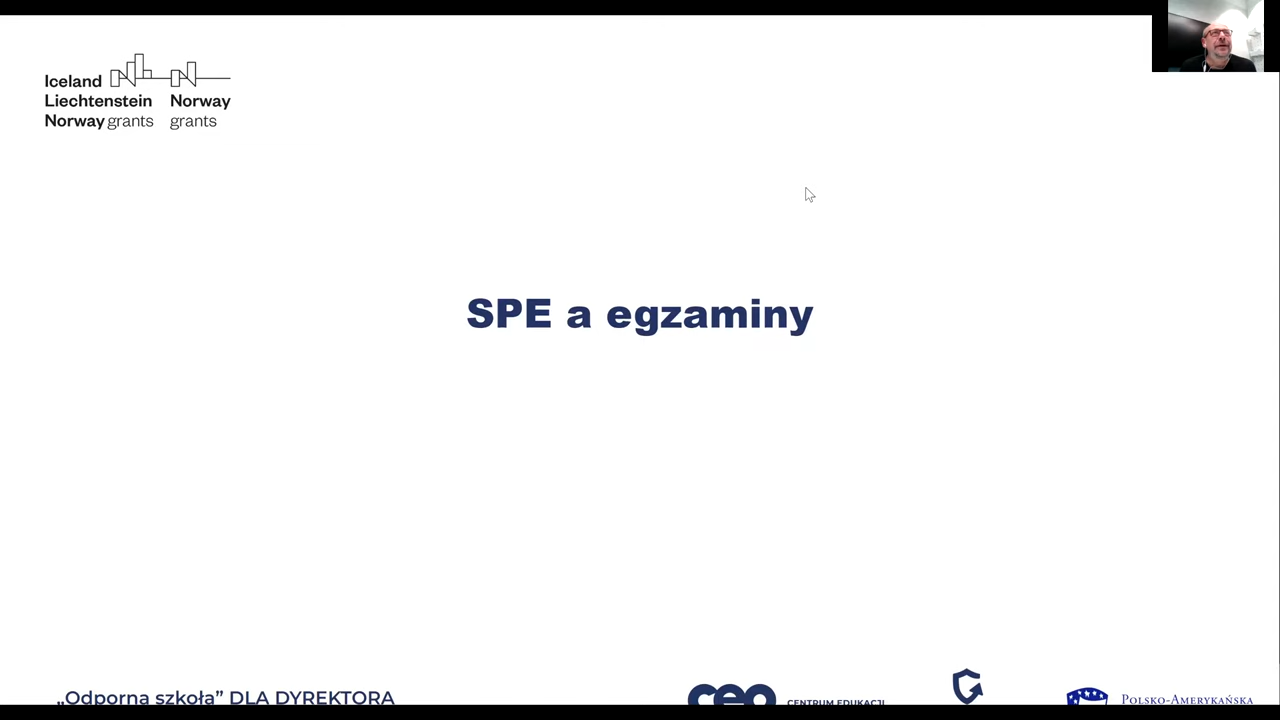 Iceland
Liechtenstein Norway
Norway grants grants
SPE a egzaminy
„Odporna szkoła” DLA DYREKTORA
ceo CENTRUM EDUKACJI
POLSKO-AMERYKAŃSKA